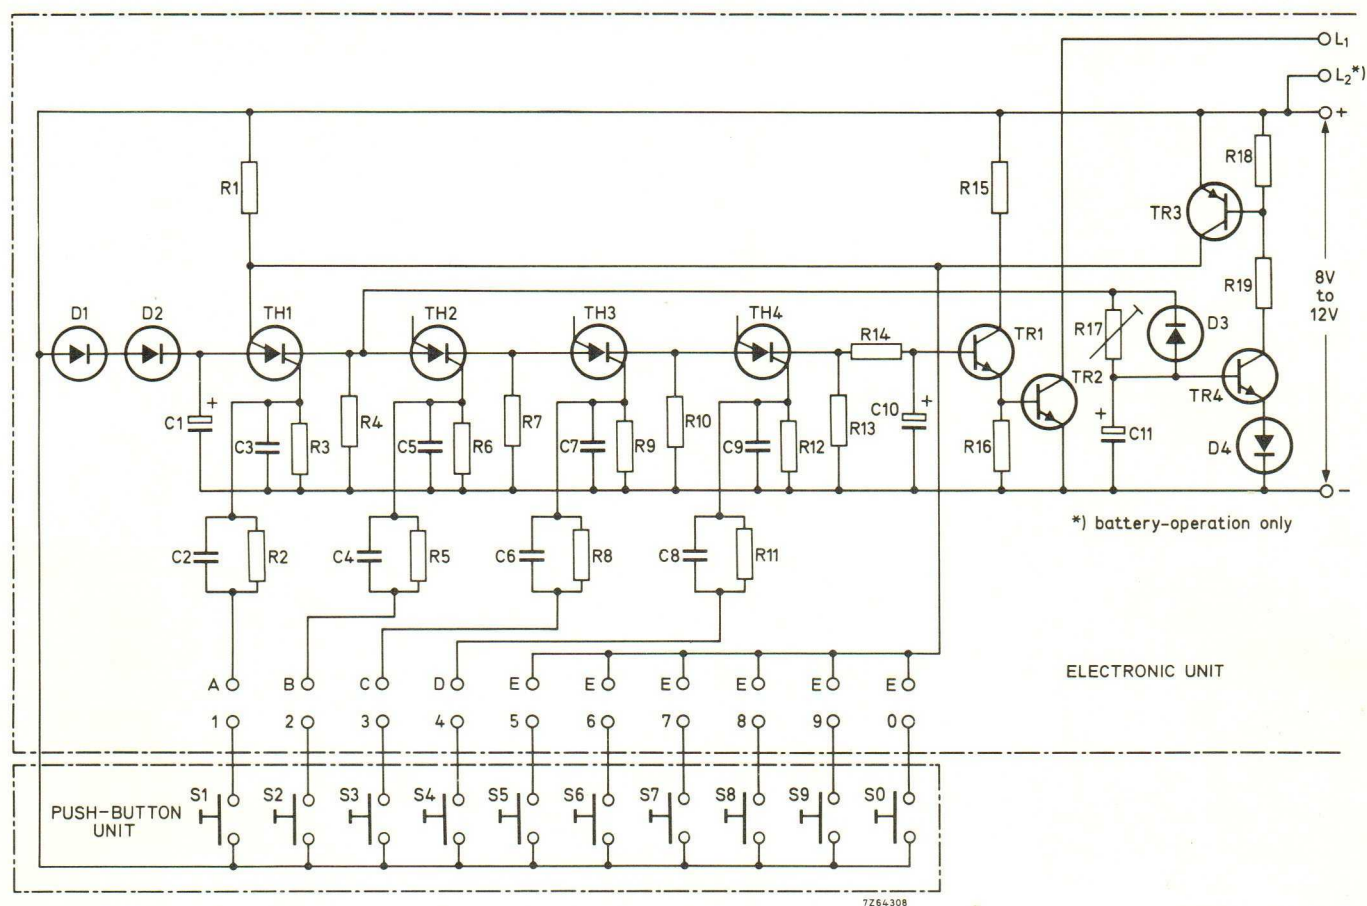 L1
L2*)
+
R1
R15
R18
TR3
R19
8V
to
12V
D1
D2
TH1
TH2
TH3
TH4
R14
TR1
R17
D3
TR2
TR4
C1
+
C3
R3
R4
C5
R6
R7
C7
R9
R10
C9
R12
R13
C10
+
R16
+
C11
D4
-
*) battery-operation only
C2
R2
C4
R5
C6
R8
C8
R11
A
B
C
D
E
E
E
E
E
E
ELECTRONIC UNIT
1
2
3
4
5
6
7
8
9
0
PUSH-BUTTON
UNIT
S1
S2
S3
S4
S5
S6
S7
S8
S9
S0
7Z64308